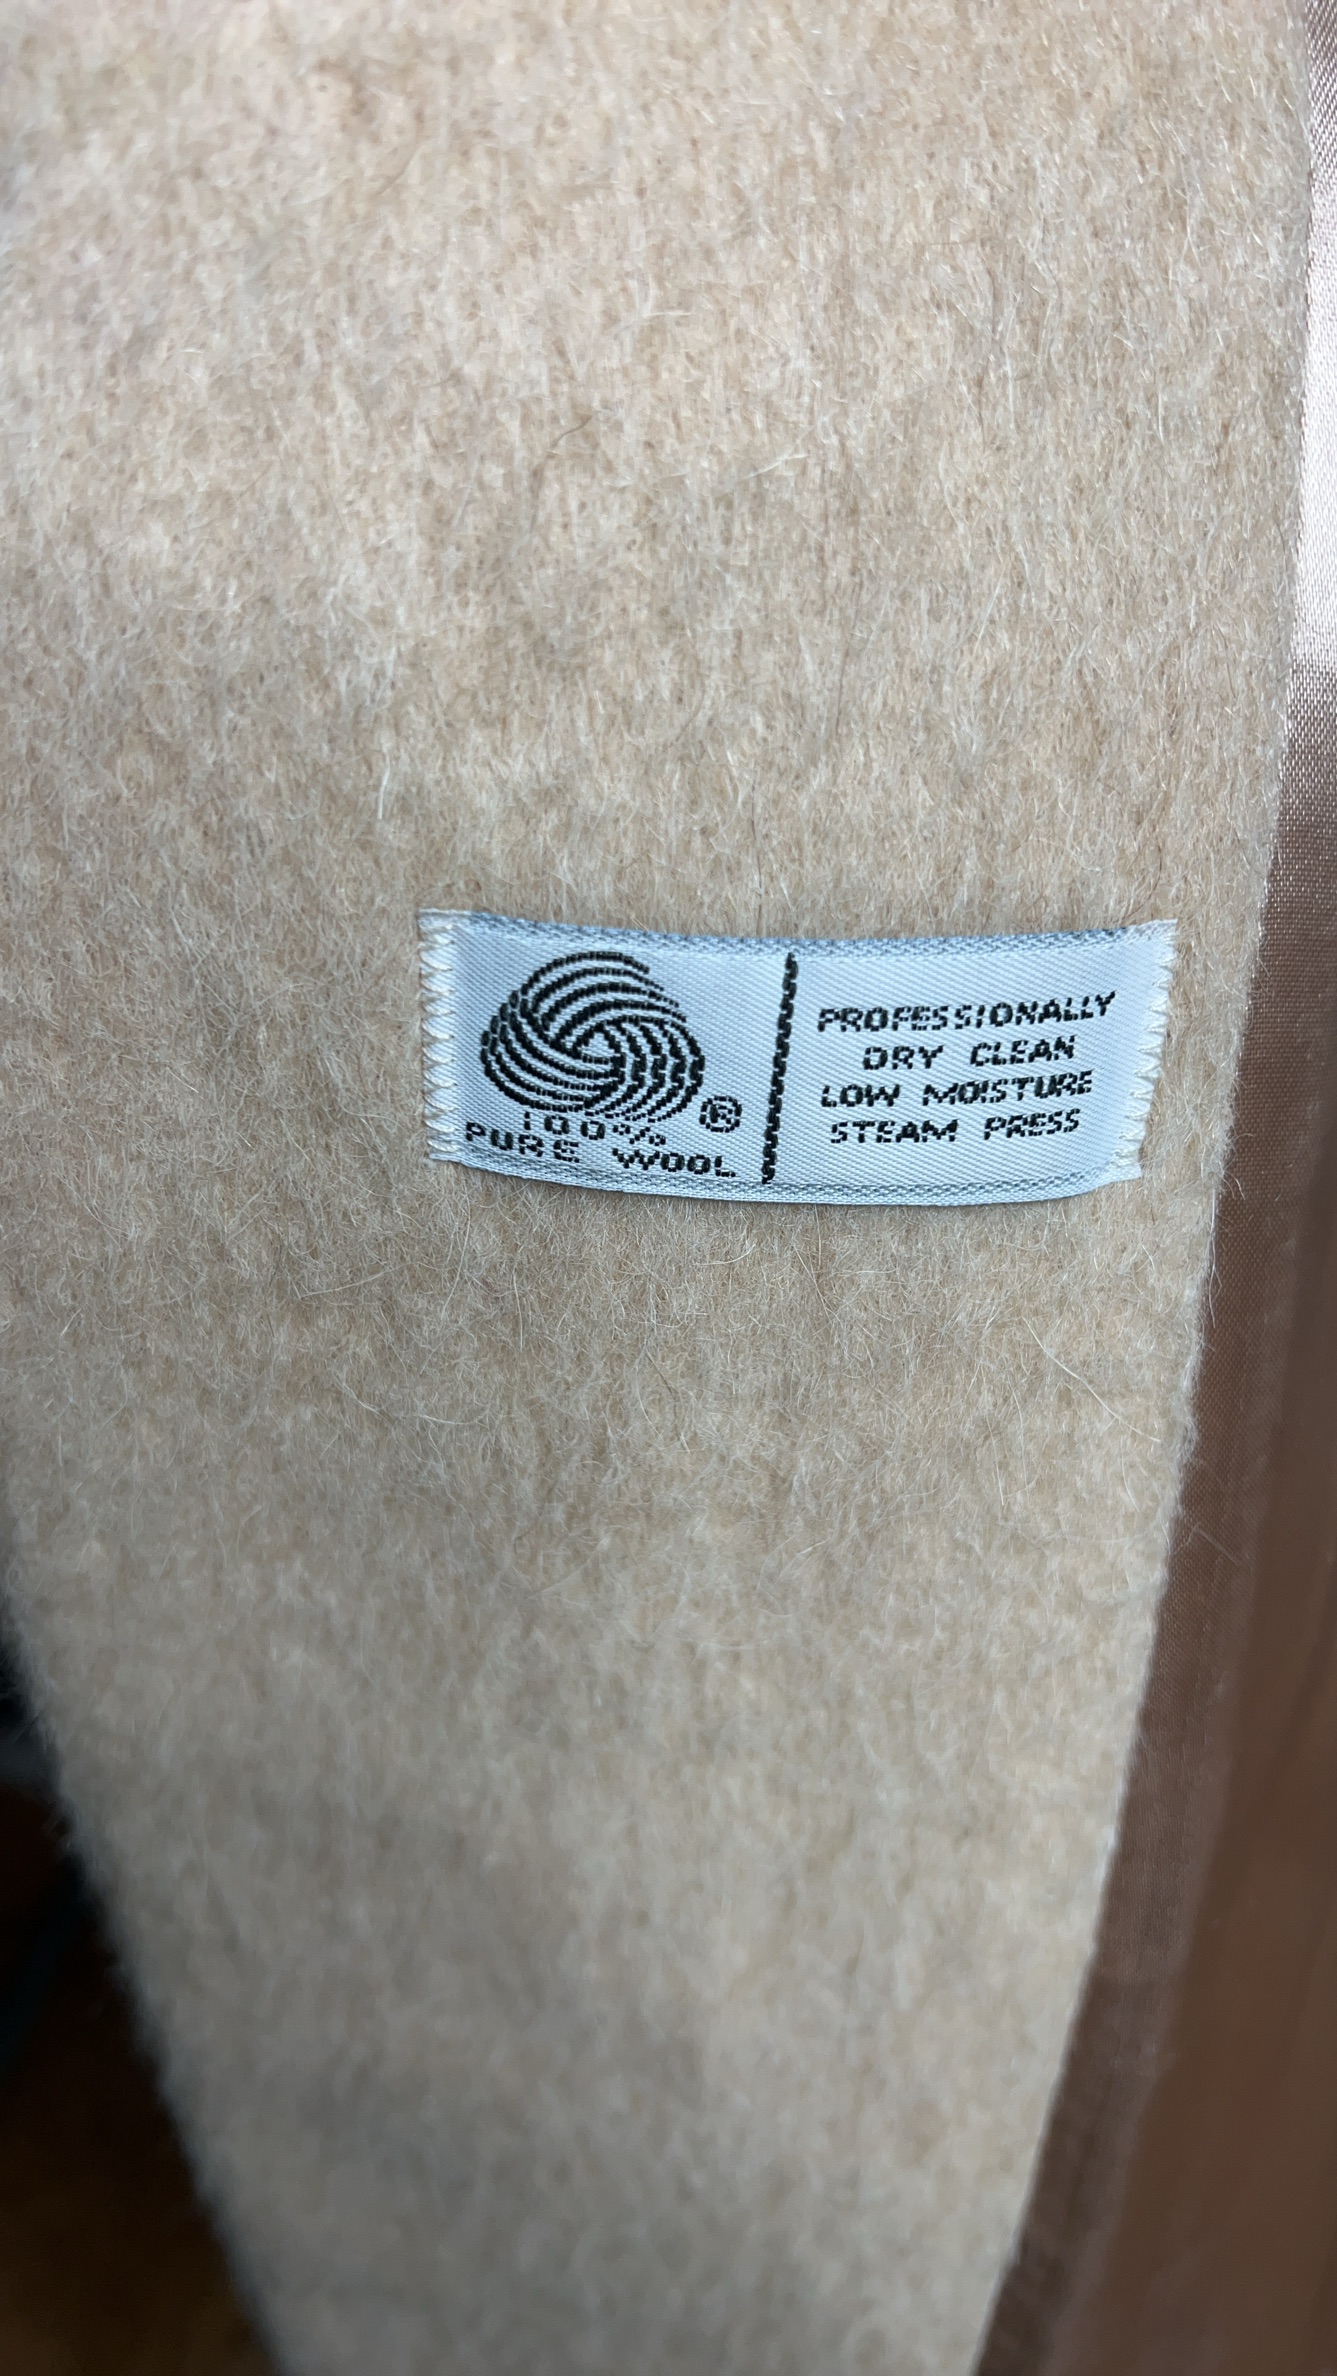 100%
PURE WOOL
®
PROFESSIONALLY
DRY CLEAN
LOW MOISTURE
STEAM PRESS